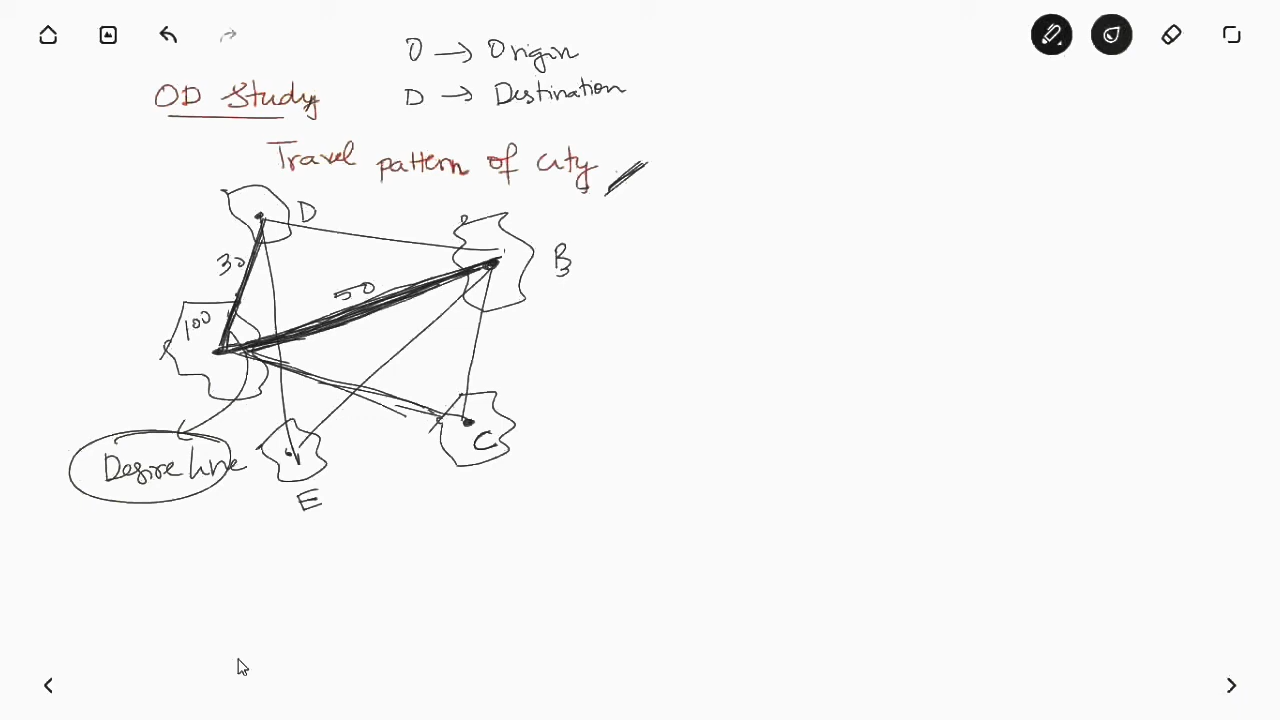 O → Origin
OD Study
D → Destination
Travel pattern of city
D
B
30
50
100
C
Desire line
E